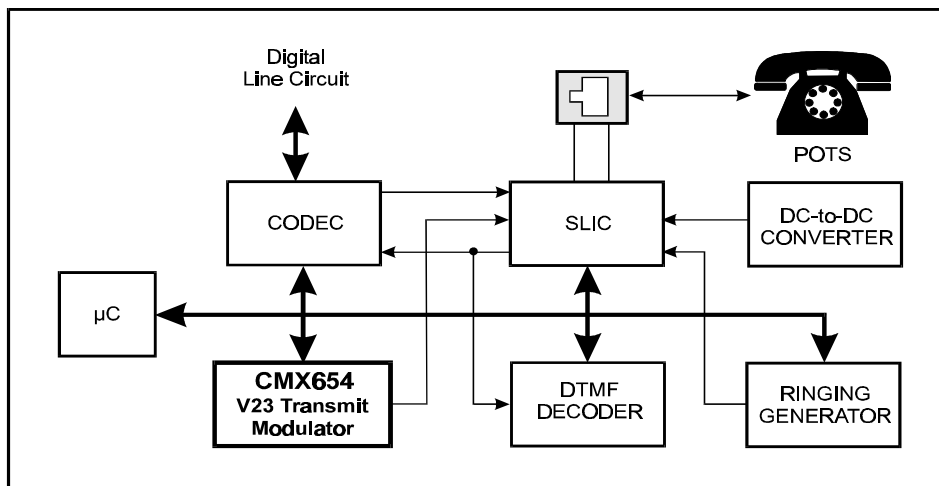 Digital
Line Circuit
POTS
CODEC
SLIC
DC-to-DC
CONVERTER
µC
CMX654
V23 Transmit
Modulator
DTMF
DECODER
RINGING
GENERATOR